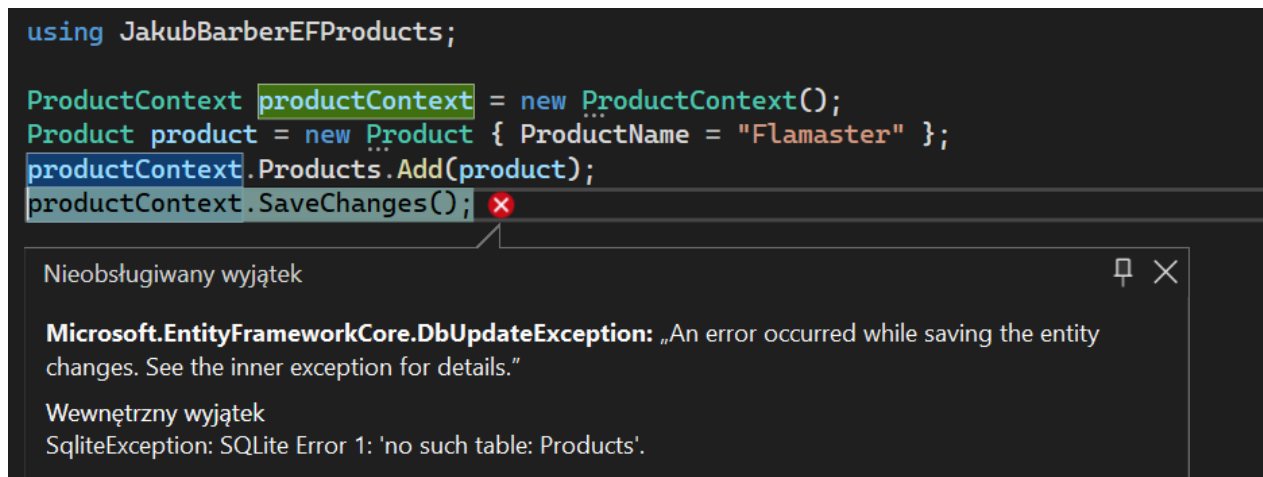 using JakubBarberEFProducts;
ProductContext productContext = new ProductContext();
Product product = new Product { ProductName = "Flamaster" };
productContext.Products.Add(product);
productContext.SaveChanges();
Nieobsługiwany wyjątek
Microsoft.EntityFrameworkCore.DbUpdateException: „An error occurred while saving the entity
changes. See the inner exception for details.”
Wewnętrzny wyjątek
SqliteException: SQLite Error 1: 'no such table: Products'.